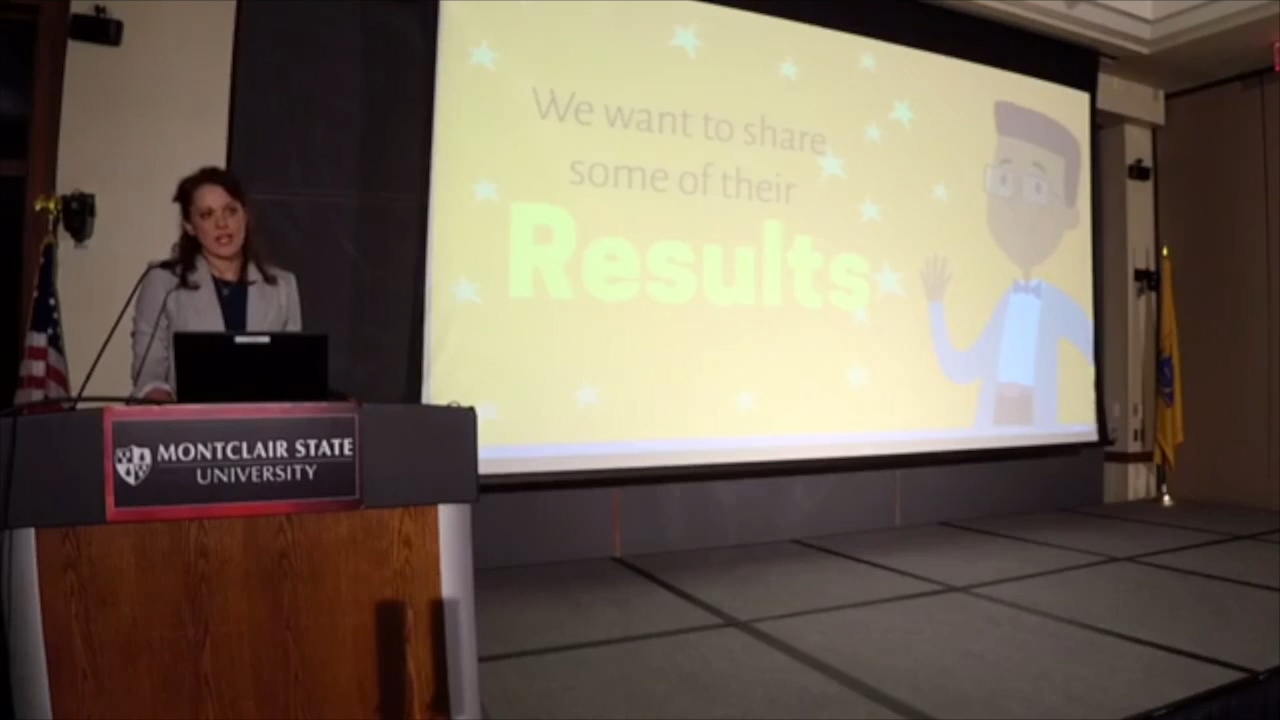 We want to share
some of their
Results
MONTCLAIR STATE
UNIVERSITY